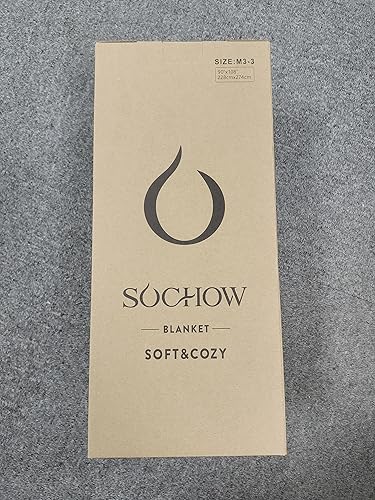 SIZE:M3-3
90"x108"
228cmx274cm
SOCHOW
BLANKET
SOFT&COZY